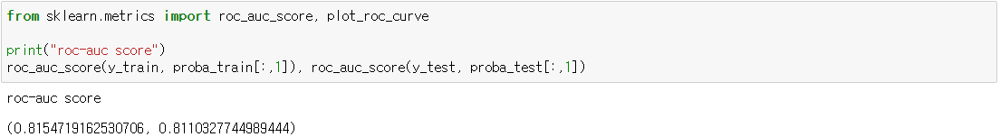 from sklearn.metrics import roc_auc_score, plot_roc_curve
print("roc-auc score")
roc_auc_score(y_train, proba_train[:,1]), roc_auc_score(y_test, proba_test[:,1])
roc-auc score
(0.8154719162530706, 0.8110327744989444)